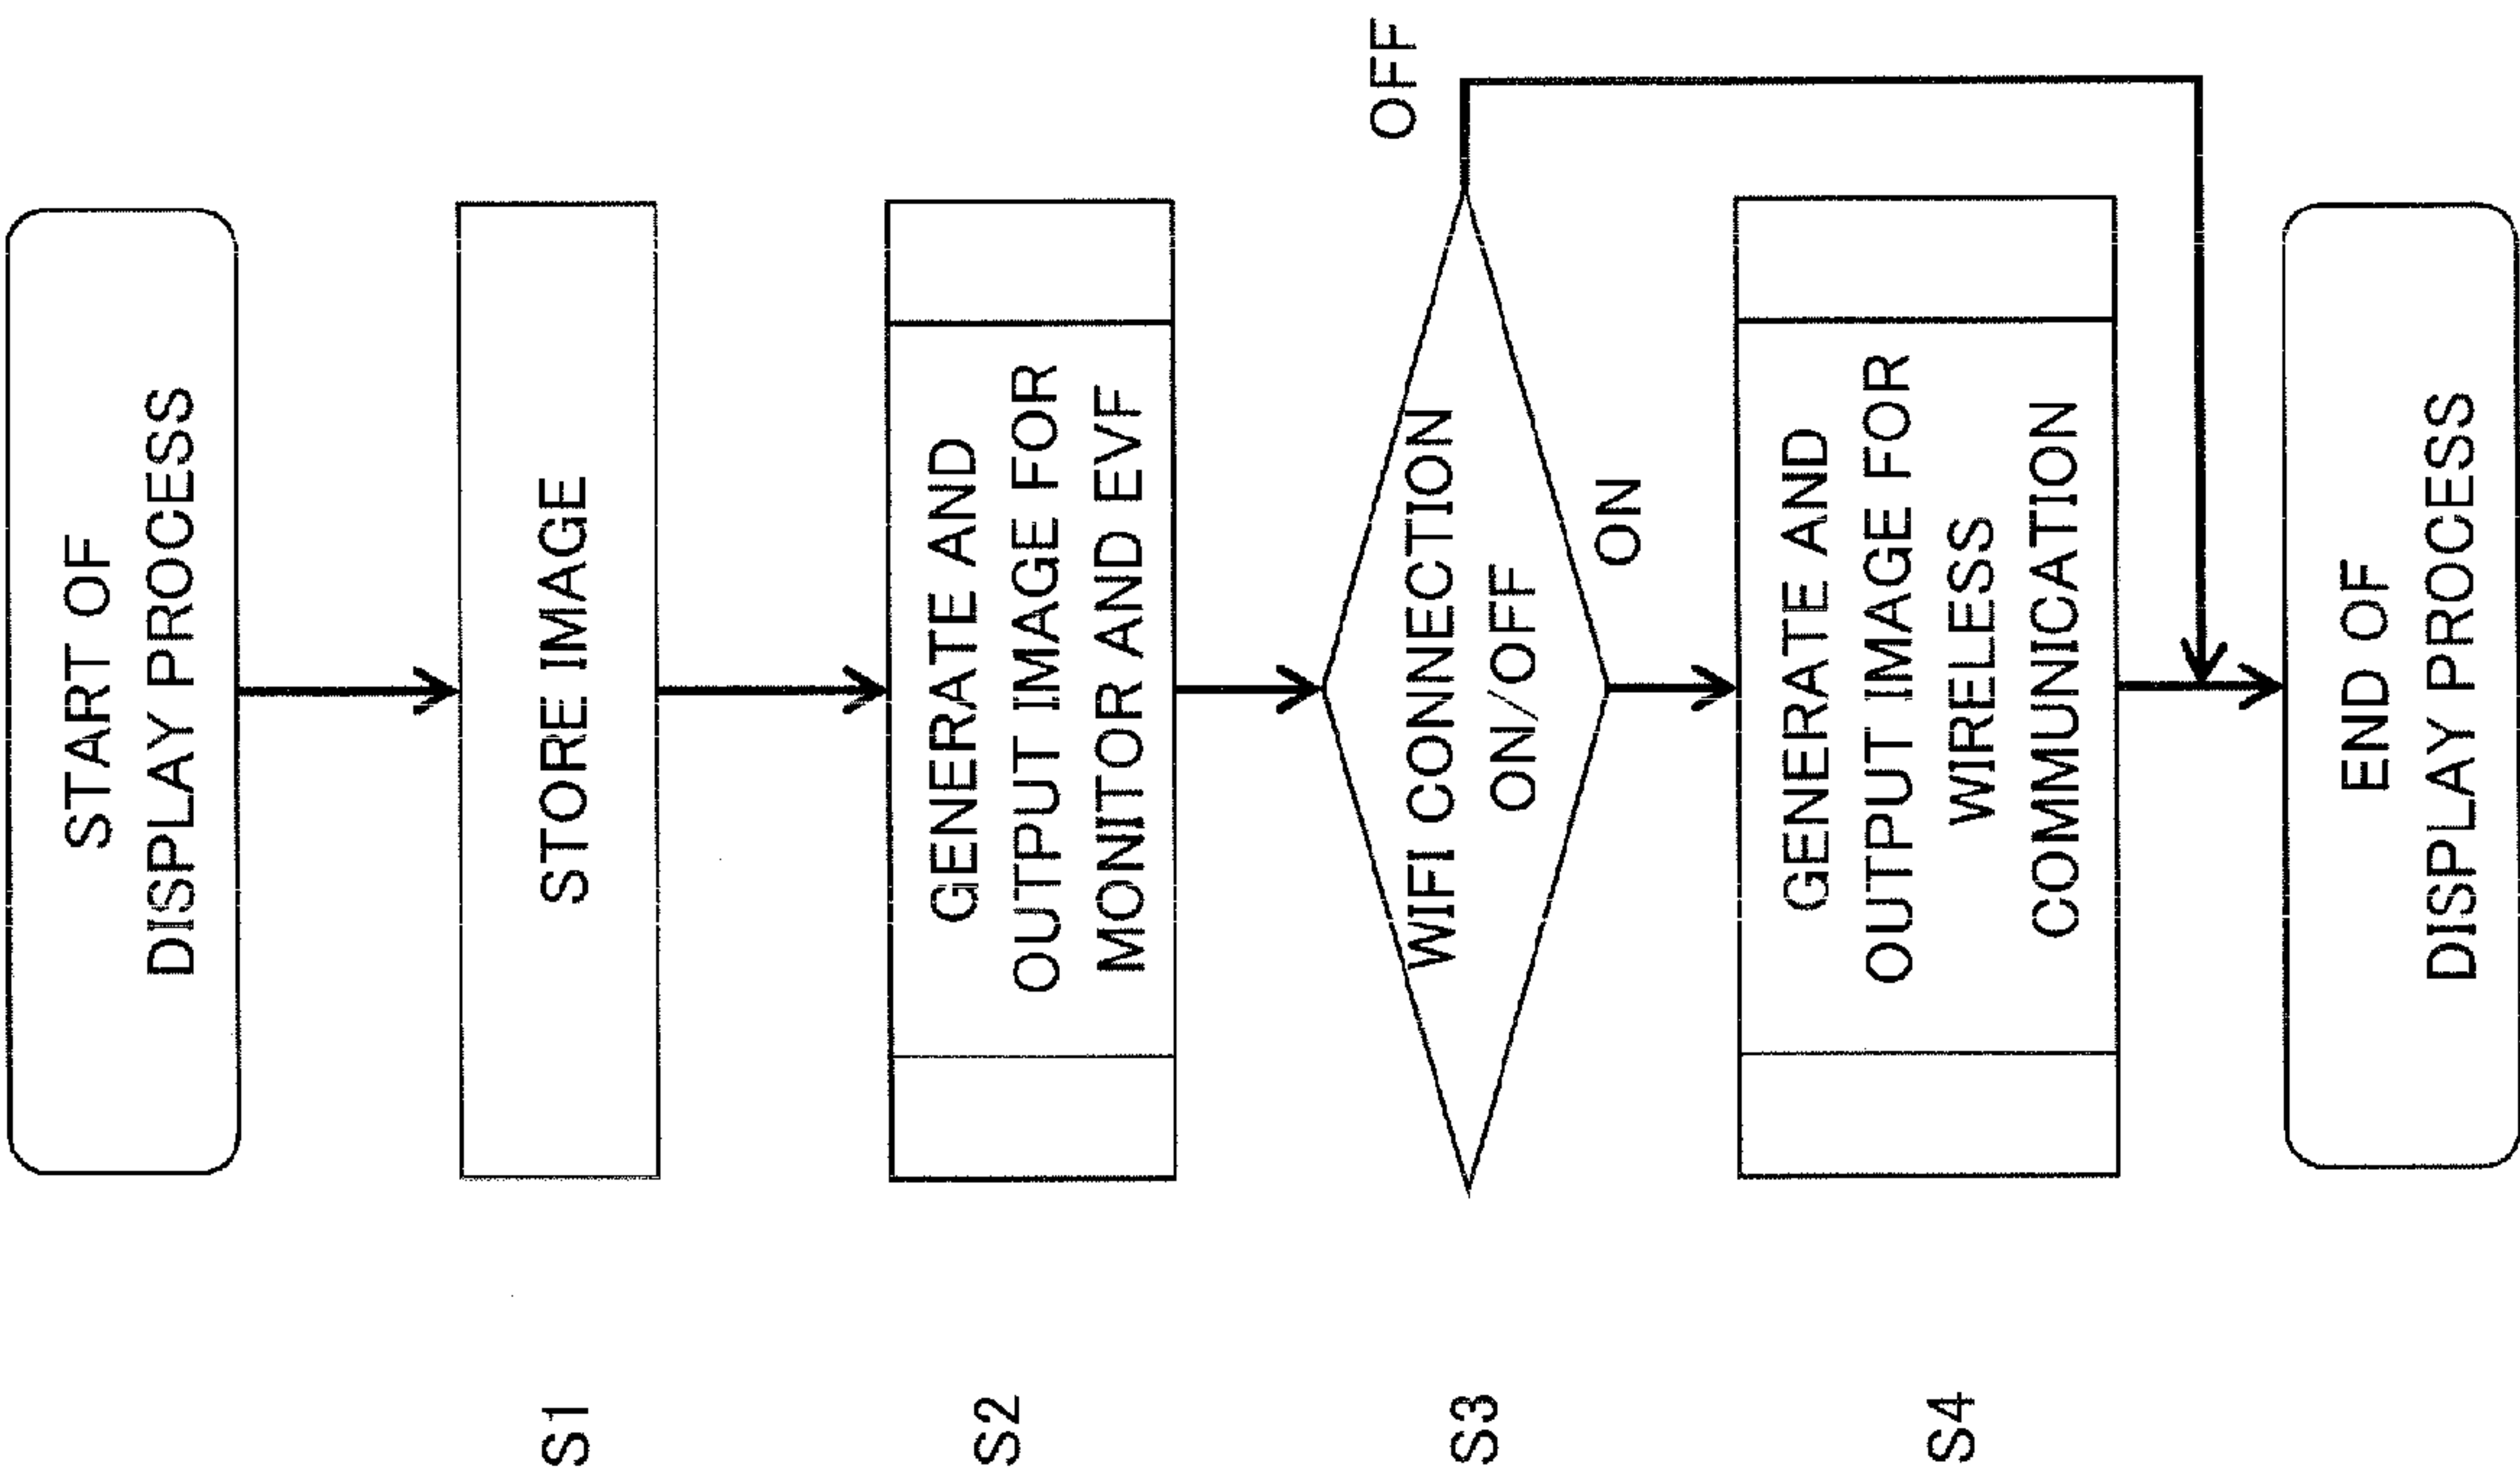 START OF
DISPLAY PROCESS
S1
STORE IMAGE
S2
GENERATE AND
OUTPUT IMAGE FOR
MONITOR AND EVF
S3
WIFI CONNECTION
ON/OFF
OFF
ON
S4
GENERATE AND
OUTPUT IMAGE FOR
WIRELESS
COMMUNICATION
END OF
DISPLAY PROCESS